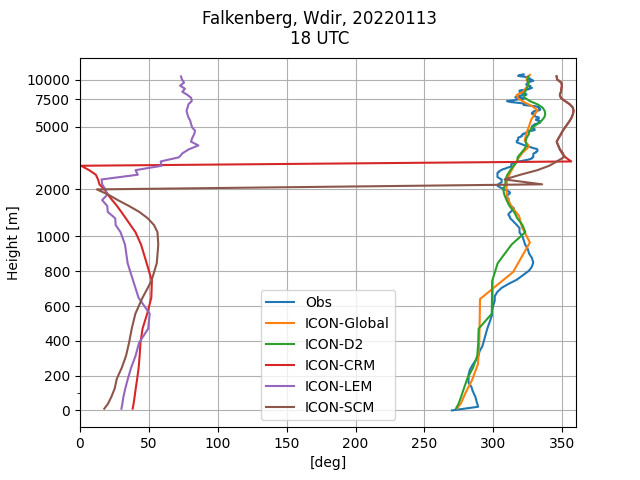 Falkenberg, Wdir, 20220113
18 UTC
10000
7500
5000
2000
1000
800
600
400
200
0
Height [m]
Obs
ICON-Global
ICON-D2
ICON-CRM
ICON-LEM
ICON-SCM
0 50 100 150 200 250 300 350
[deg]